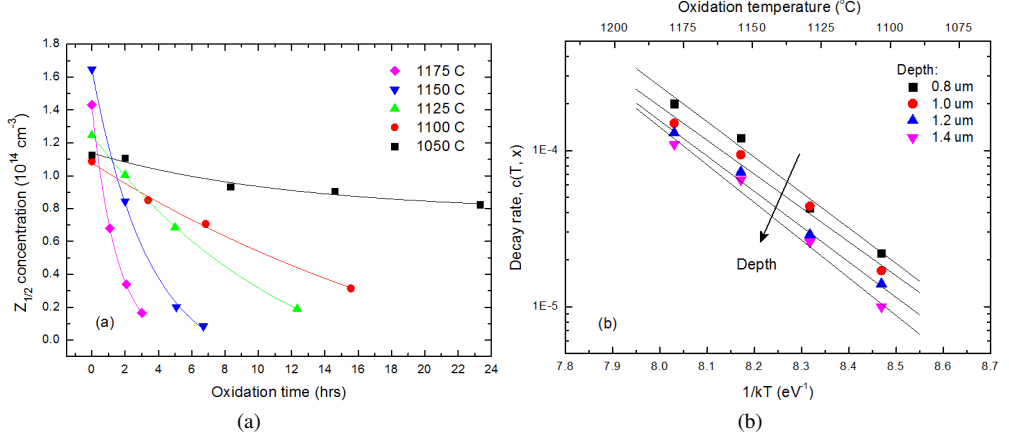 1.8
1.6
1.4
1.2
1.0
0.8
0.6
0.4
0.2
0.0
Z1/2 concentration (10^14 cm^-3)
1175 C
1150 C
1125 C
1100 C
1050 C
(a)
0 2 4 6 8 10 12 14 16 18 20 22 24
Oxidation time (hrs)
(a)
Oxidation temperature (°C)
1200 1175 1150 1125 1100 1075
Depth:
0.8 um
1.0 um
1.2 um
1.4 um
1E-4
1E-5
Decay rate, c(T, x)
Depth
(b)
7.8 7.9 8.0 8.1 8.2 8.3 8.4 8.5 8.6 8.7
1/kT (eV^-1)
(b)